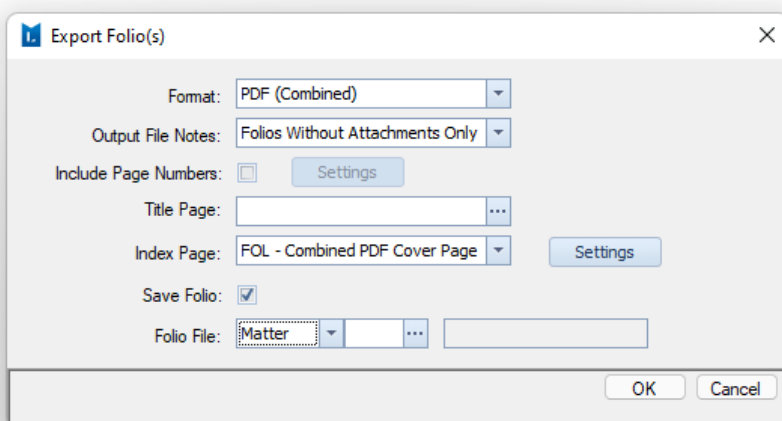 L.
Export Folio(s)
Format: PDF (Combined)
Output File Notes: Folios Without Attachments Only
Include Page Numbers: Settings
Title Page: ...
Index Page: FOL - Combined PDF Cover Page Settings
Save Folio:
Folio File: Matter ...
OK Cancel